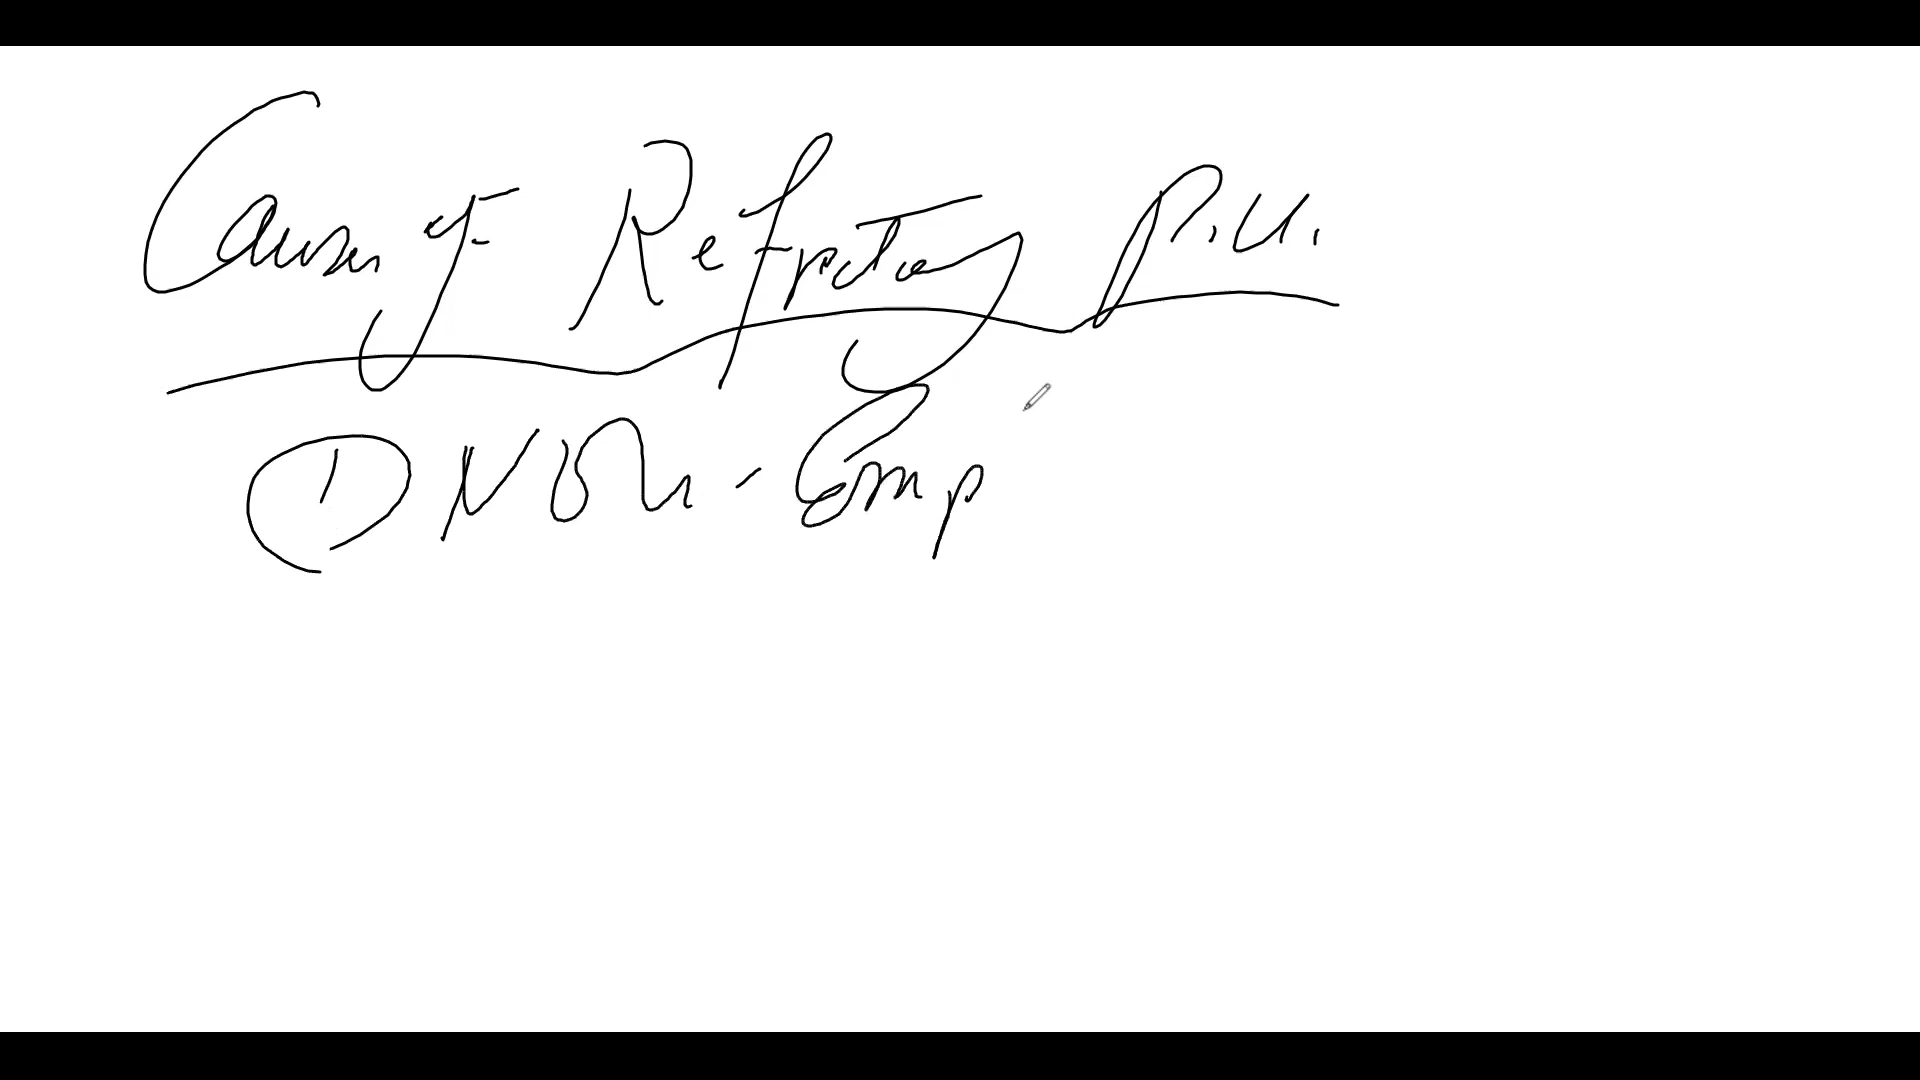 Causes of Refractory P.U.
① Non-Comp